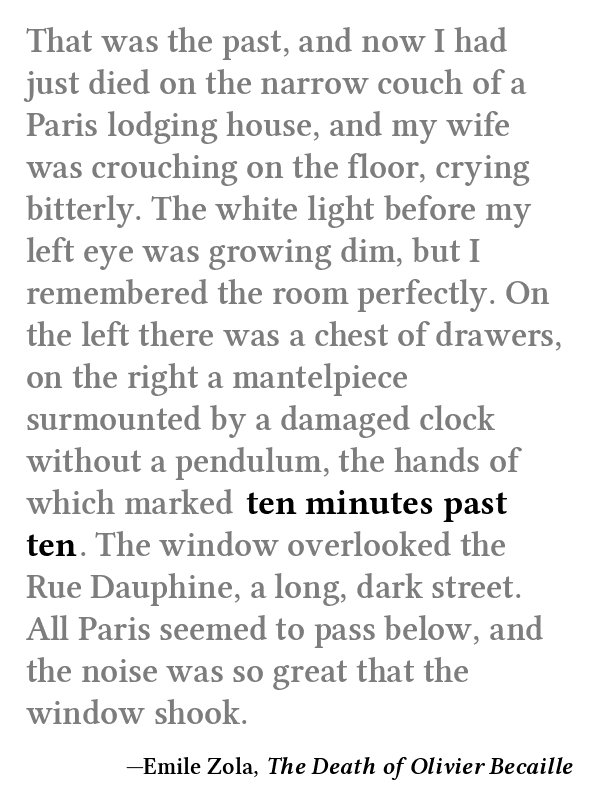 That was the past, and now I had
just died on the narrow couch of a
Paris lodging house, and my wife
was crouching on the floor, crying
bitterly. The white light before my
left eye was growing dim, but I
remembered the room perfectly. On
the left there was a chest of drawers,
on the right a mantelpiece
surmounted by a damaged clock
without a pendulum, the hands of
which marked ten minutes past
ten. The window overlooked the
Rue Dauphine, a long, dark street.
All Paris seemed to pass below, and
the noise was so great that the
window shook.
—Emile Zola, The Death of Olivier Becaille